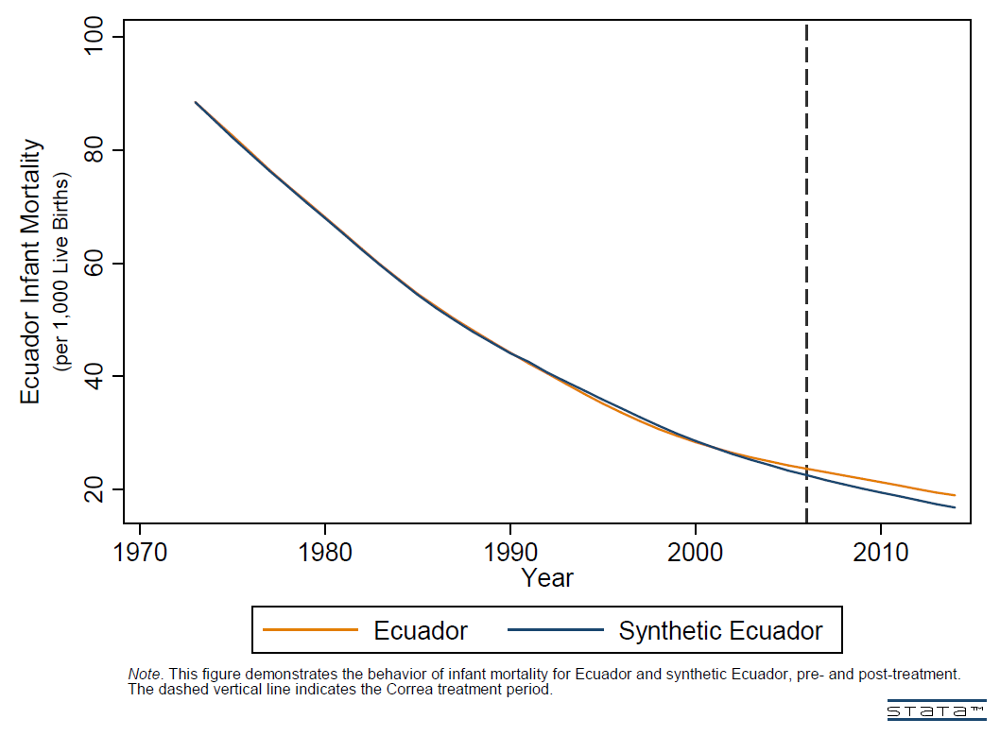 100
80
60
40
20
Ecuador Infant Mortality
(per 1,000 Live Births)
1970 1980 1990 2000 2010
Year
Ecuador Synthetic Ecuador
Note. This figure demonstrates the behavior of infant mortality for Ecuador and synthetic Ecuador, pre- and post-treatment.
The dashed vertical line indicates the Correa treatment period.
STATA™